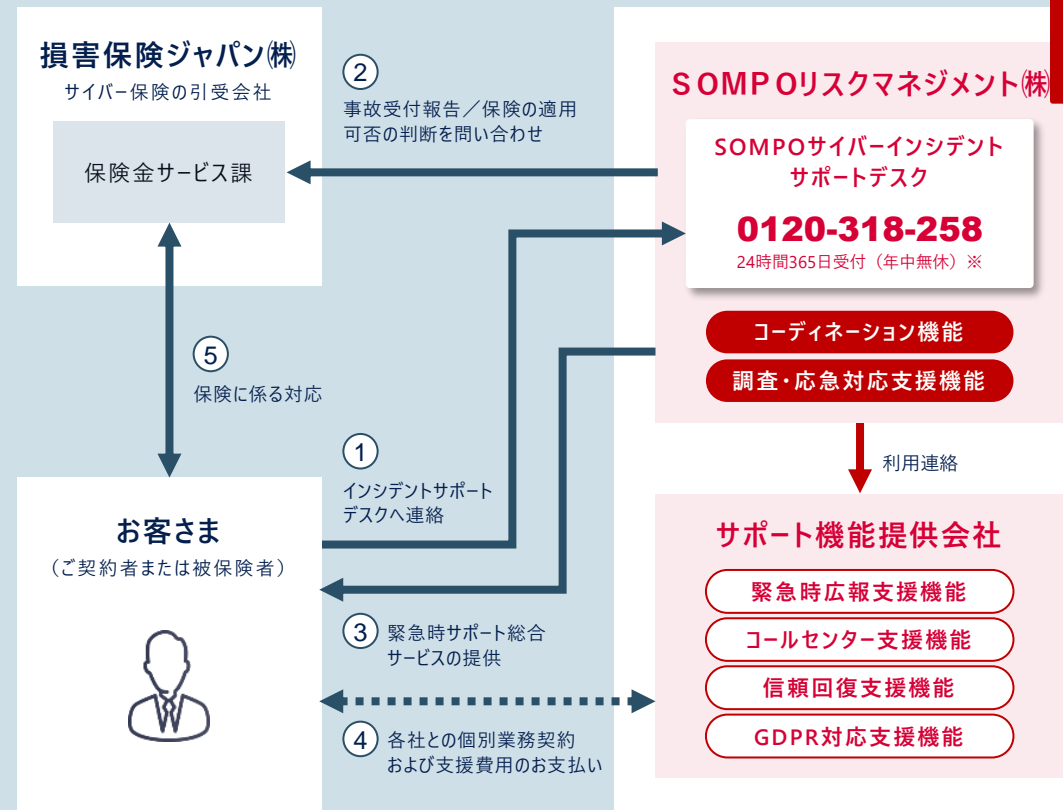 損害保険ジャパン㈱
サイバー保険の引受会社
保険金サービス課
②
事故受付報告／保険の適用
可否の判断を問い合わせ
SOMPOリスクマネジメント㈱
SOMPOサイバーインシデント
サポートデスク
0120-318-258
24時間365日受付（年中無休）※
コーディネーション機能
調査・応急対応支援機能
⑤
保険に係る対応
①
インシデントサポート
デスクへ連絡
利用連絡
お客さま
（ご契約者または被保険者）
③
緊急時サポート総合
サービスの提供
④
各社との個別業務契約
および支援費用のお支払い
サポート機能提供会社
緊急時広報支援機能
コールセンター支援機能
信頼回復支援機能
GDPR対応支援機能